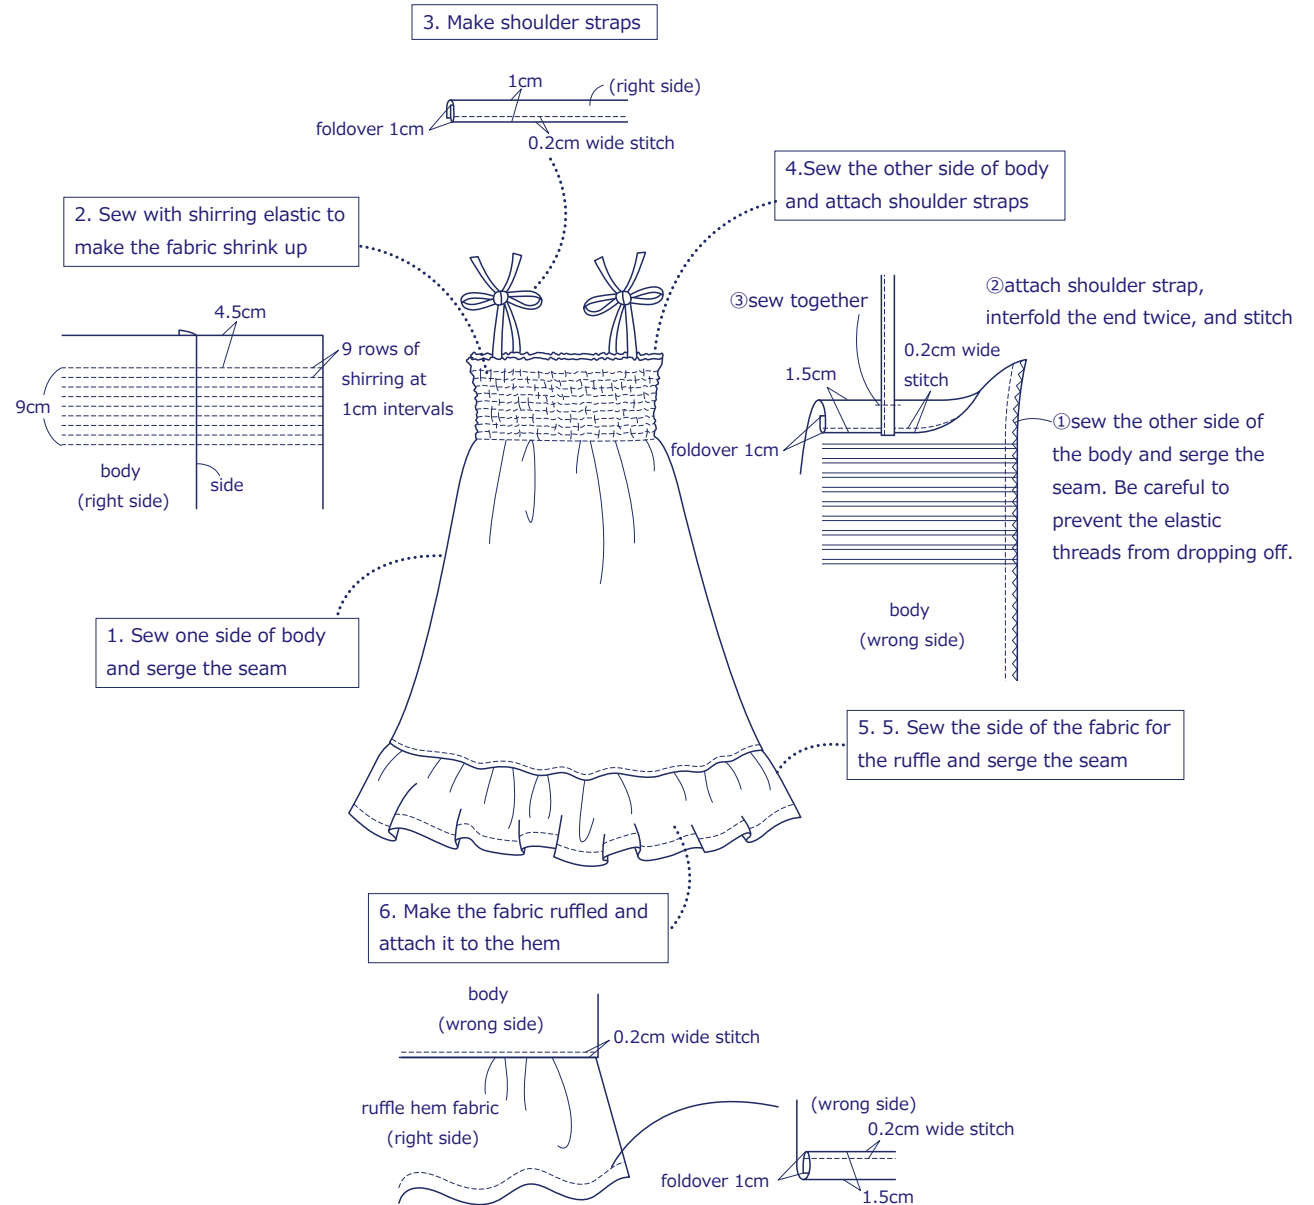 3. Make shoulder straps
1cm
(right side)
foldover 1cm
0.2cm wide stitch
4.Sew the other side of body
and attach shoulder straps
2. Sew with shirring elastic to
make the fabric shrink up
4.5cm
9 rows of
shirring at
1cm intervals
9cm
body
(right side)
side
③sew together
②attach shoulder strap,
interfold the end twice, and stitch
0.2cm wide
stitch
1.5cm
foldover 1cm
①sew the other side of
the body and serge the
seam. Be careful to
prevent the elastic
threads from dropping off.
body
(wrong side)
1. Sew one side of body
and serge the seam
5. 5. Sew the side of the fabric for
the ruffle and serge the seam
6. Make the fabric ruffled and
attach it to the hem
body
(wrong side)
0.2cm wide stitch
ruffle hem fabric
(right side)
(wrong side)
0.2cm wide stitch
foldover 1cm
1.5cm